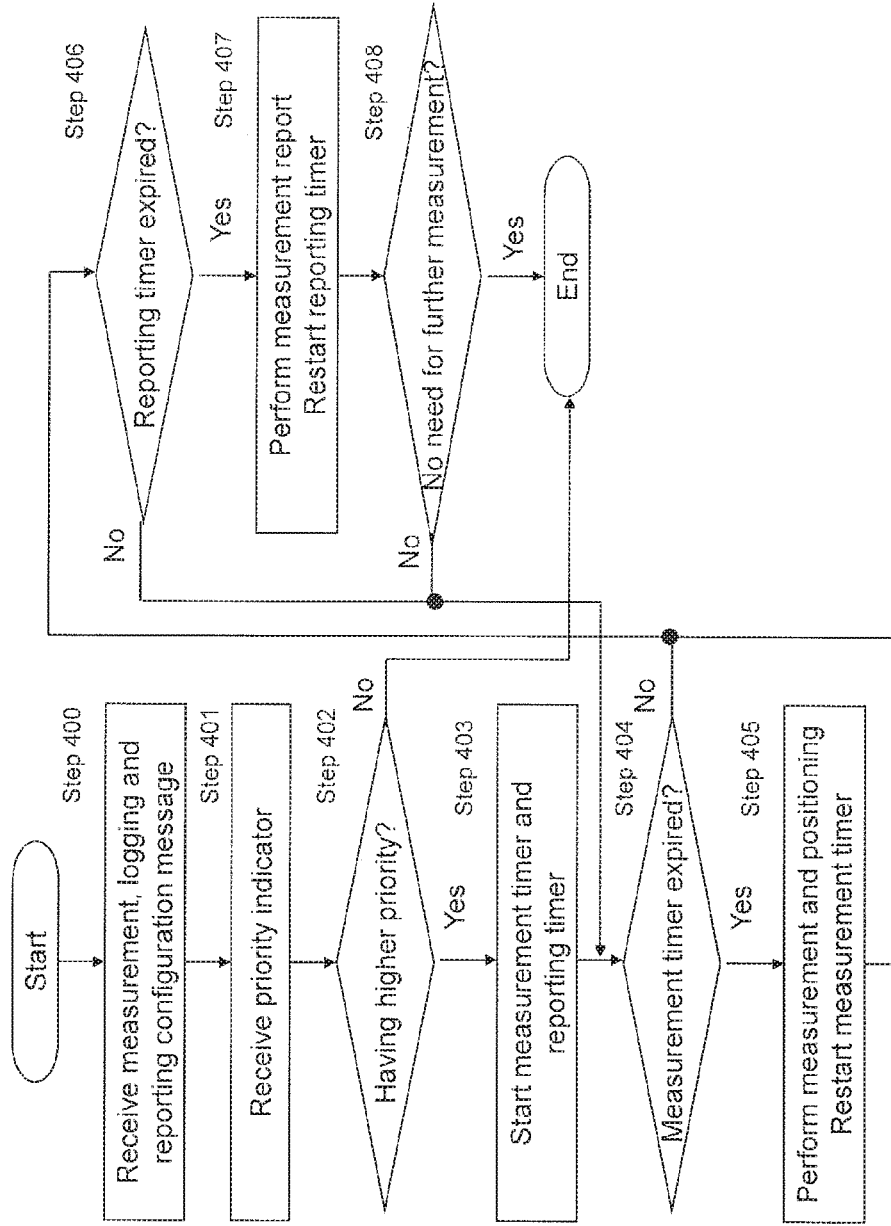 Start
Step 400
Receive measurement, logging and
reporting configuration message
Step 401
Receive priority indicator
Step 402
Having higher priority?
No
Yes
Step 403
Start measurement timer and
reporting timer
Step 404
Measurement timer expired?
No
Yes
Step 405
Perform measurement and positioning
Restart measurement timer
Step 406
Reporting timer expired?
No
Yes
Step 407
Perform measurement report
Restart reporting timer
Step 408
No need for further measurement?
No
Yes
End